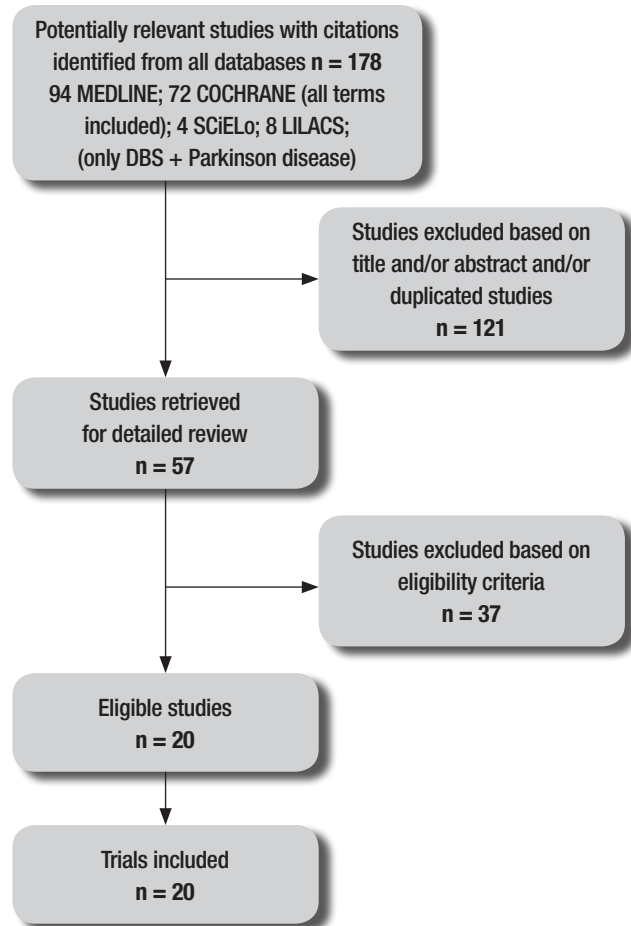 Potentially relevant studies with citations
identified from all databases n = 178
94 MEDLINE; 72 COCHRANE (all terms
included); 4 SCiELo; 8 LILACS;
(only DBS + Parkinson disease)
Studies excluded based on
title and/or abstract and/or
duplicated studies
n = 121
Studies retrieved
for detailed review
n = 57
Studies excluded based on
eligibility criteria
n = 37
Eligible studies
n = 20
Trials included
n = 20